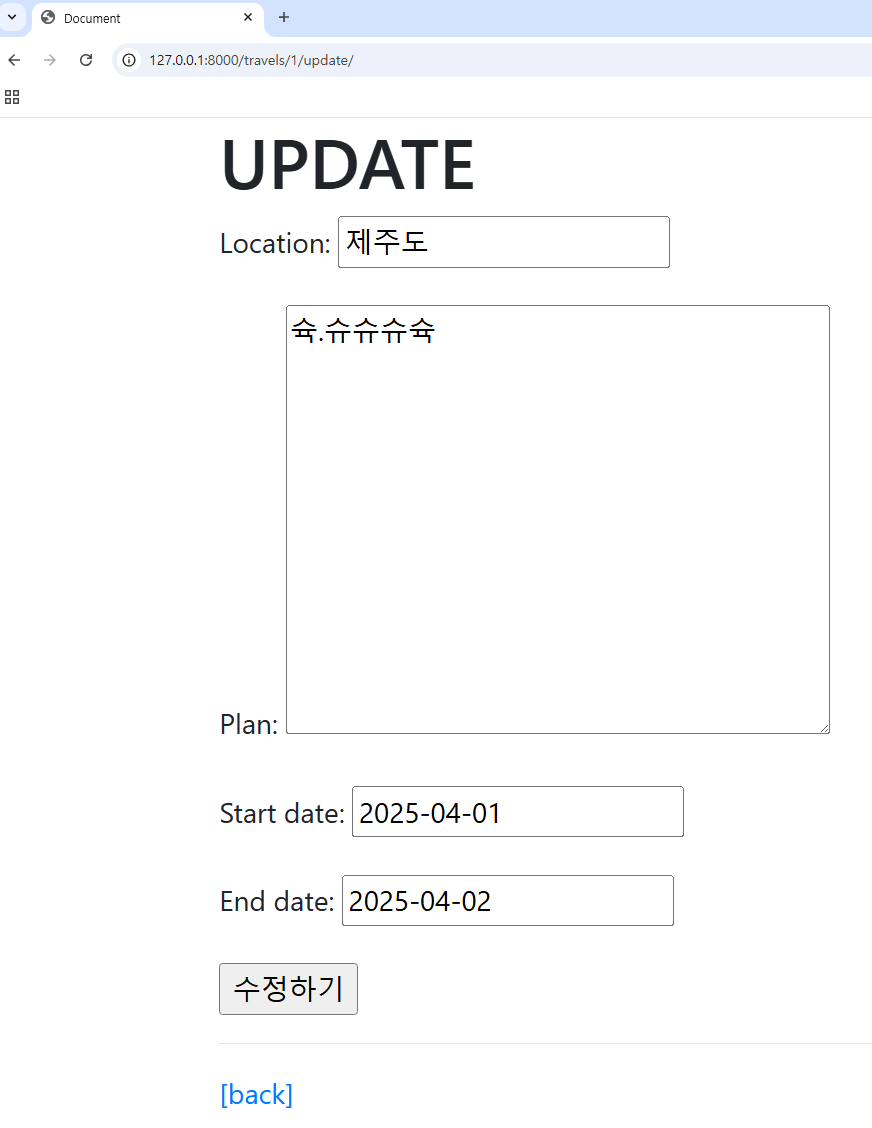 Document
127.0.0.1:8000/travels/1/update/
UPDATE
Location: 제주도
슉.슈슈슈슉
Plan:
Start date: 2025-04-01
End date: 2025-04-02
수정하기
[back]